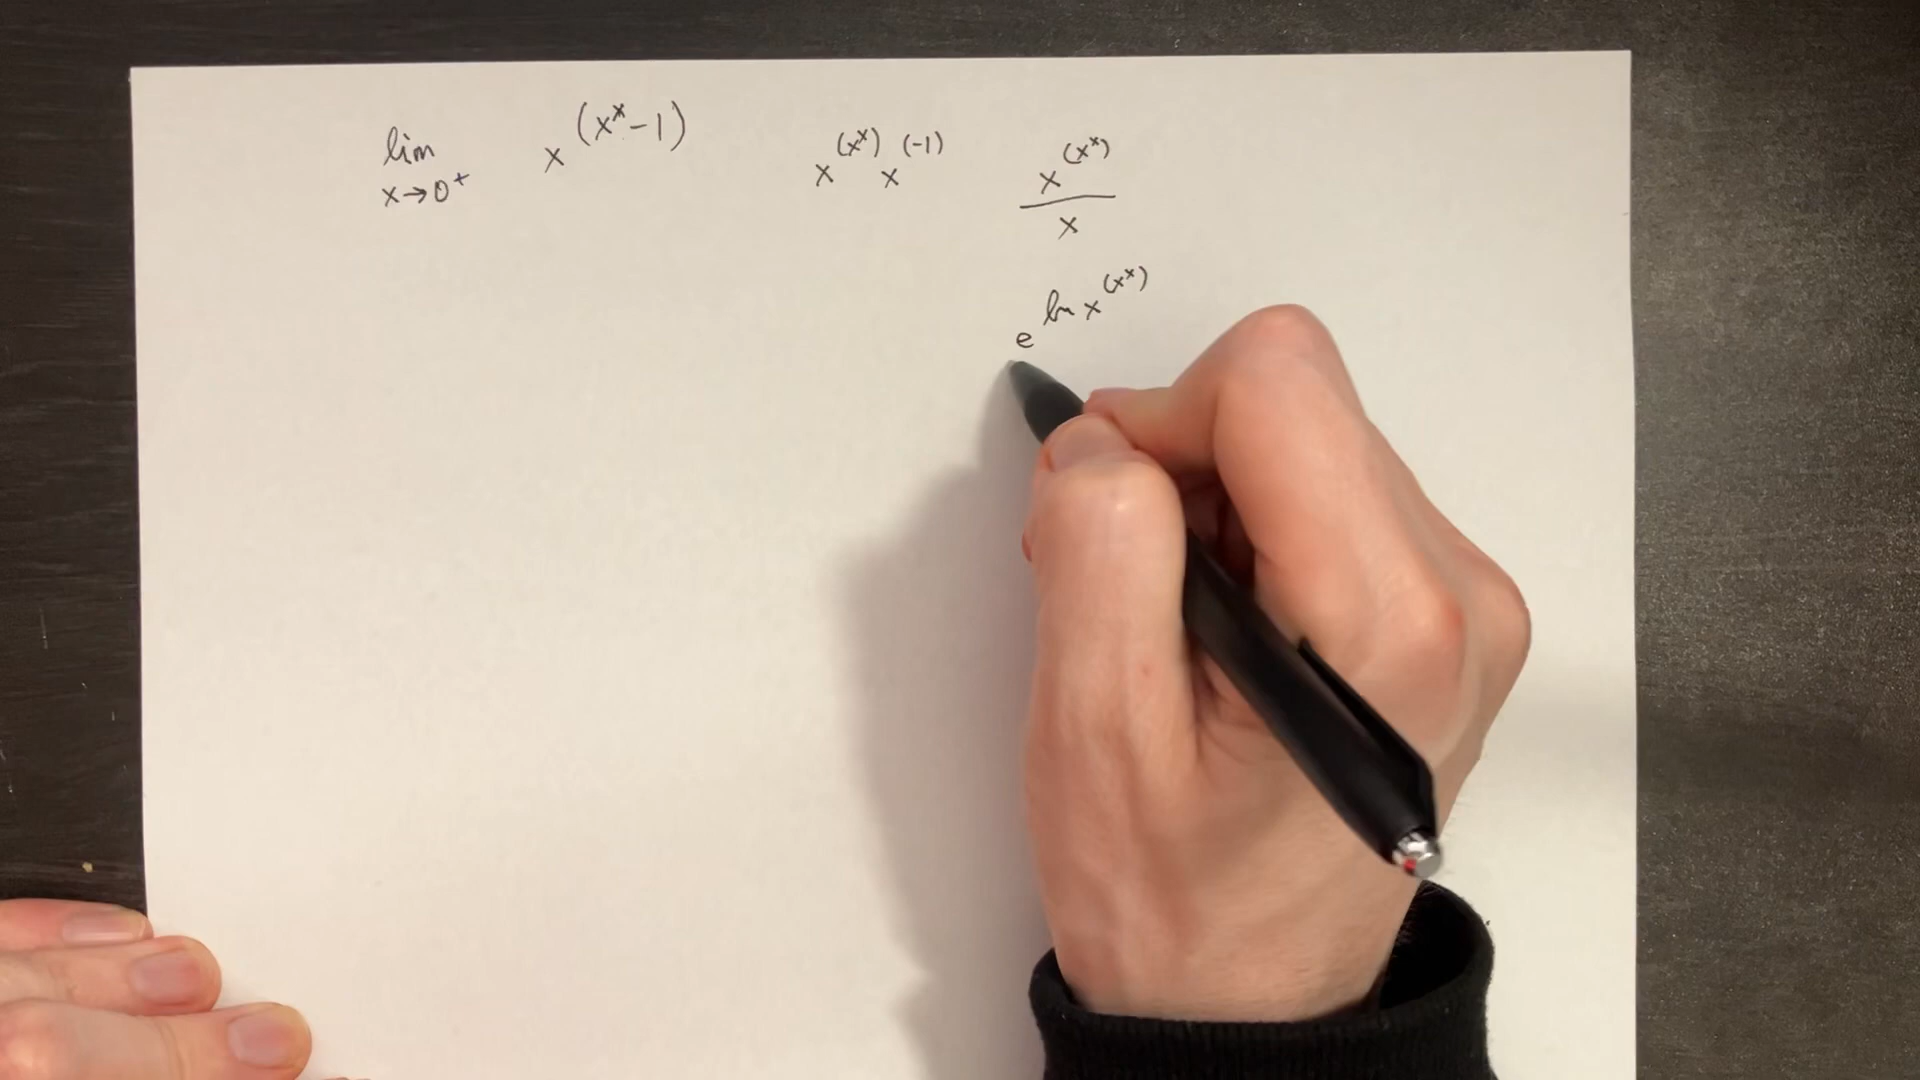 lim x→0⁺ x^(x^x-1) x^(x^x) x^(-1) x^(x^x)/x
e^ln x^(x^x)